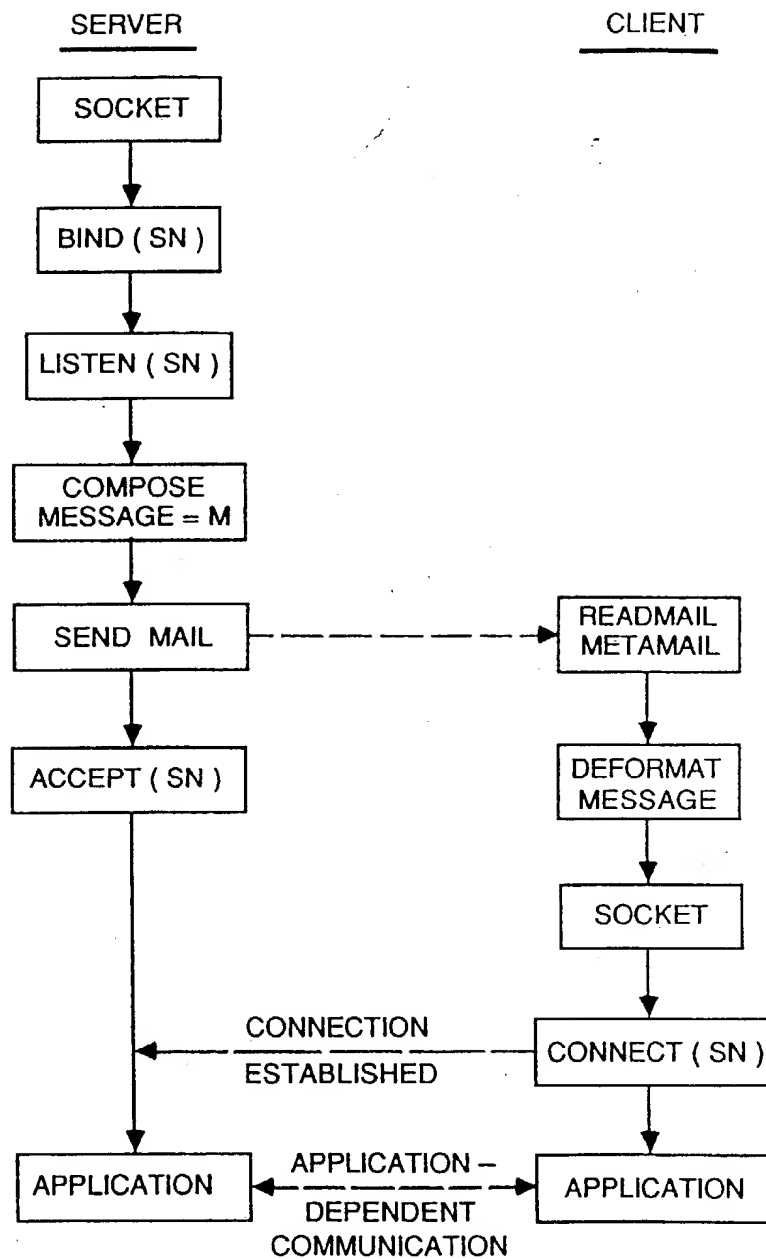 SERVER
CLIENT
SOCKET
BIND ( SN )
LISTEN ( SN )
COMPOSE
MESSAGE = M
SEND MAIL
READMAIL
METAMAIL
ACCEPT ( SN )
DEFORMAT
MESSAGE
SOCKET
CONNECTION
ESTABLISHED
CONNECT ( SN )
APPLICATION
APPLICATION –
DEPENDENT
COMMUNICATION
APPLICATION